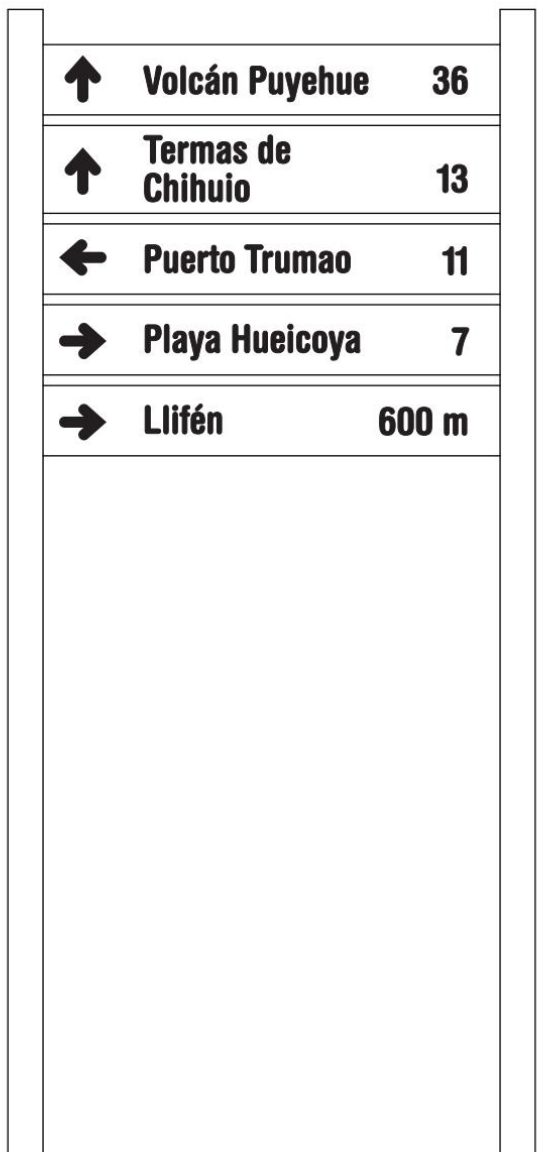 ↑ Volcán Puyehue 36
↑ Termas de
Chihuio 13
← Puerto Trumao 11
→ Playa Hueicoya 7
→ Llifén 600 m